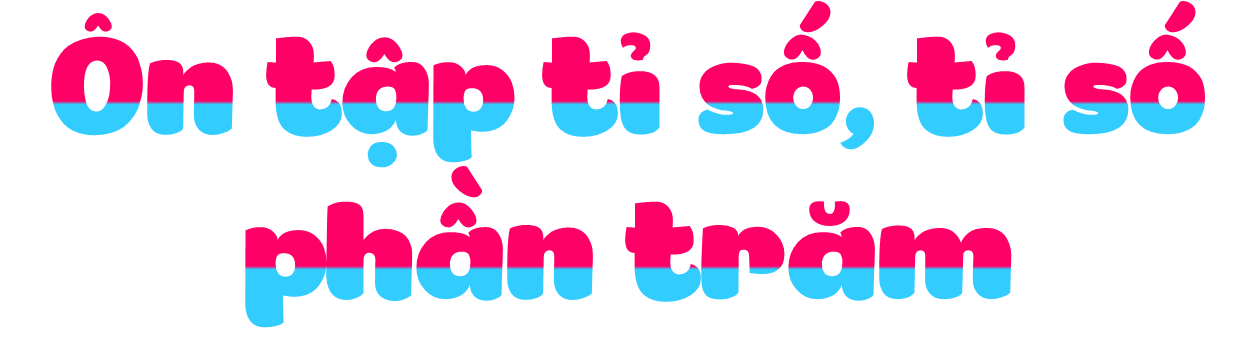 Ôn tập tỉ số, tỉ số
phần trăm